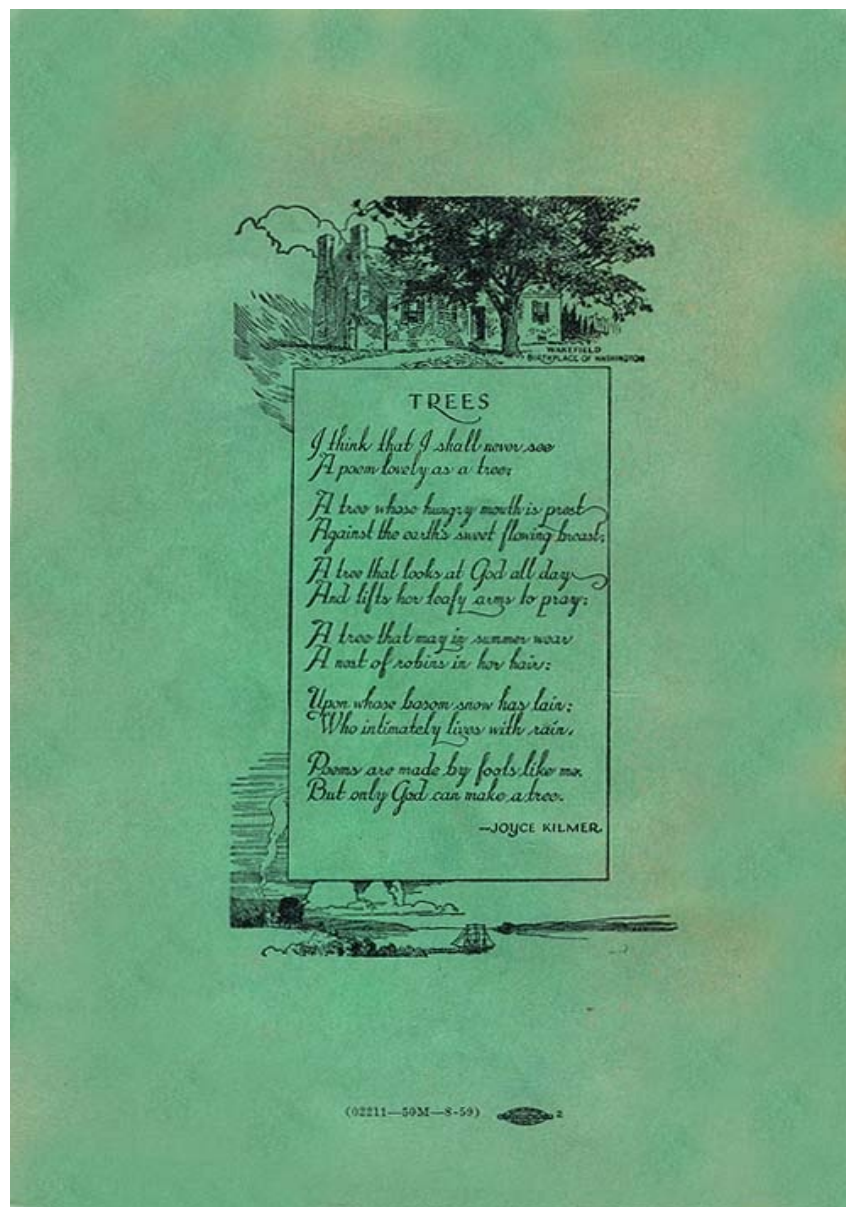 WAKEFIELD
BIRTHPLACE OF WASHINGTON
TREES
I think that I shall never see
A poem lovely as a tree;
A tree whose hungry mouth is prest
Against the earth's sweet flowing breast;
A tree that looks at God all day
And lifts her leafy arms to pray;
A tree that may in summer wear
A nest of robins in her hair;
Upon whose bosom snow has lain;
Who intimately lives with rain.
Poems are made by fools like me,
But only God can make a tree.
—JOYCE KILMER
(02211—50M—8-59) 2